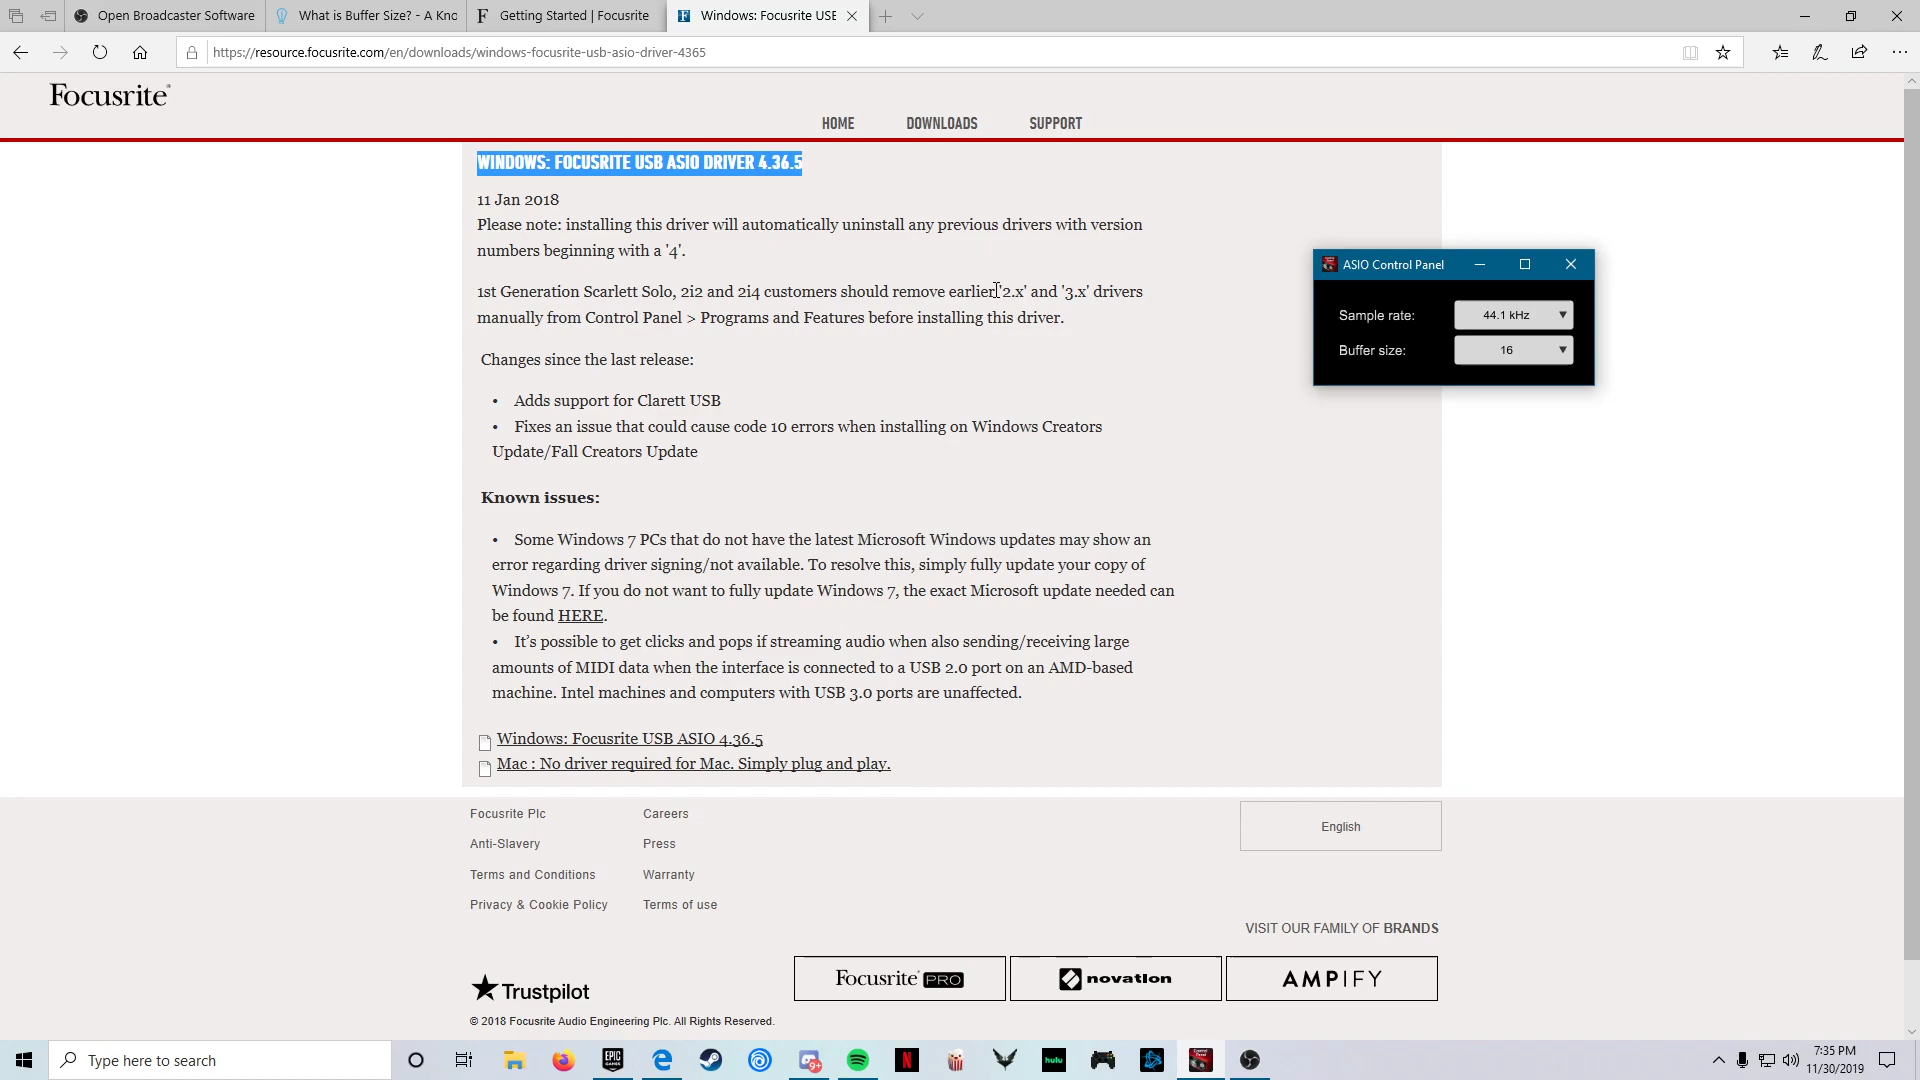 Open Broadcaster Software
What is Buffer Size? - A Kno
Getting Started | Focusrite
Windows: Focusrite USE
https://resource.focusrite.com/en/downloads/windows-focusrite-usb-asio-driver-4365
Focusrite
HOME
DOWNLOADS
SUPPORT
WINDOWS: FOCUSRITE USB ASIO DRIVER 4.36.5
11 Jan 2018
Please note: installing this driver will automatically uninstall any previous drivers with version
numbers beginning with a '4'.
1st Generation Scarlett Solo, 2i2 and 2i4 customers should remove earlier '2.x' and '3.x' drivers
manually from Control Panel > Programs and Features before installing this driver.
Changes since the last release:
• Adds support for Clarett USB
• Fixes an issue that could cause code 10 errors when installing on Windows Creators
Update/Fall Creators Update
Known issues:
• Some Windows 7 PCs that do not have the latest Microsoft Windows updates may show an
error regarding driver signing/not available. To resolve this, simply fully update your copy of
Windows 7. If you do not want to fully update Windows 7, the exact Microsoft update needed can
be found HERE.
• It's possible to get clicks and pops if streaming audio when also sending/receiving large
amounts of MIDI data when the interface is connected to a USB 2.0 port on an AMD-based
machine. Intel machines and computers with USB 3.0 ports are unaffected.
Windows: Focusrite USB ASIO 4.36.5
Mac : No driver required for Mac. Simply plug and play.
ASIO Control Panel
Sample rate: 44.1 kHz
Buffer size: 16
Focusrite Plc
Careers
Anti-Slavery
Press
Terms and Conditions
Warranty
Privacy & Cookie Policy
Terms of use
English
VISIT OUR FAMILY OF BRANDS
Focusrite PRO
novation
AMPIFY
Trustpilot
© 2018 Focusrite Audio Engineering Plc. All Rights Reserved.
Type here to search
EPIC GAMES
9+
N
hulu
7:35 PM
11/30/2019